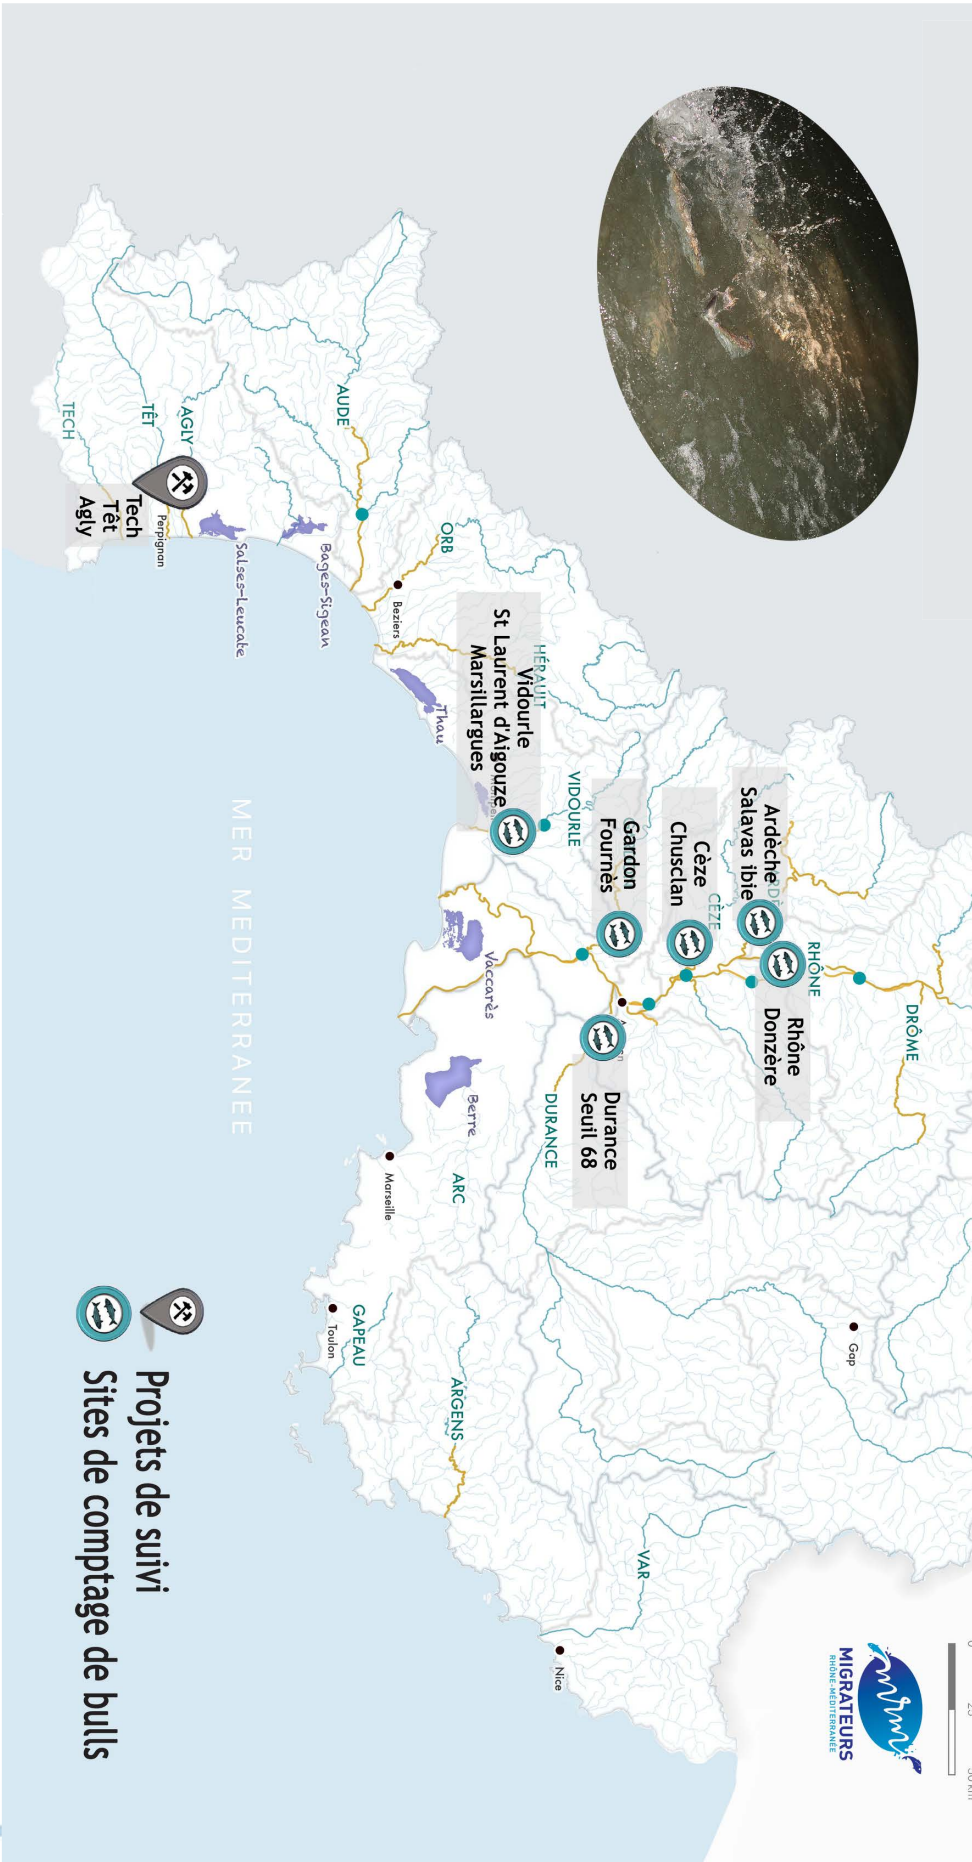 DRÔME
RHÔNE
Rhône
Donzère
Ardèche
Salavas ibie
CÈZE
Cèze
Chusclan
Gardon
Fournès
Durance
Seuil 68
DURANCE
VIDOURLE
HÉRAULT
Vidourle
St Laurent d'Aigouze
Marsillargues
ORB
Beziers
Thau
AUDE
Bages-Sigean
Salses-Leucate
AGLY
TÊT
TECH
Perpignan
Tech
Têt
Agly
Vaccarès
Berre
ARC
Marseille
GAPEAU
Toulon
ARGENS
VAR
Nice
Gap
MER MEDITERRANEE
MIGRATEURS
RHÔNE-MÉDITERRANÉE
mrm
Projets de suivi
Sites de comptage de bulls